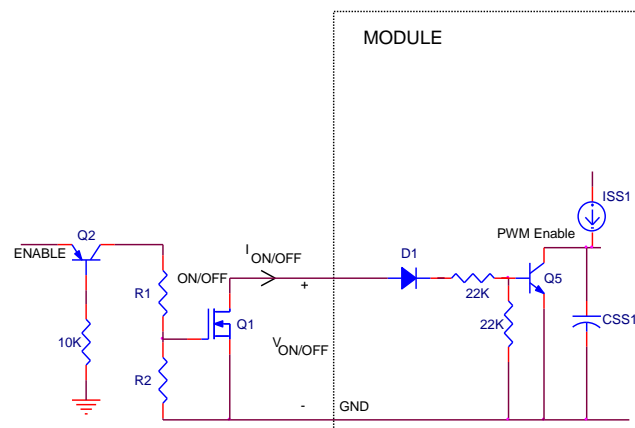 MODULE
ISS1
PWM Enable
Q2
ENABLE
I
ON/OFF
ON/OFF
D1
Q5
+
R1
Q1
22K
22K
CSS1
10K
V
ON/OFF
R2
-
GND